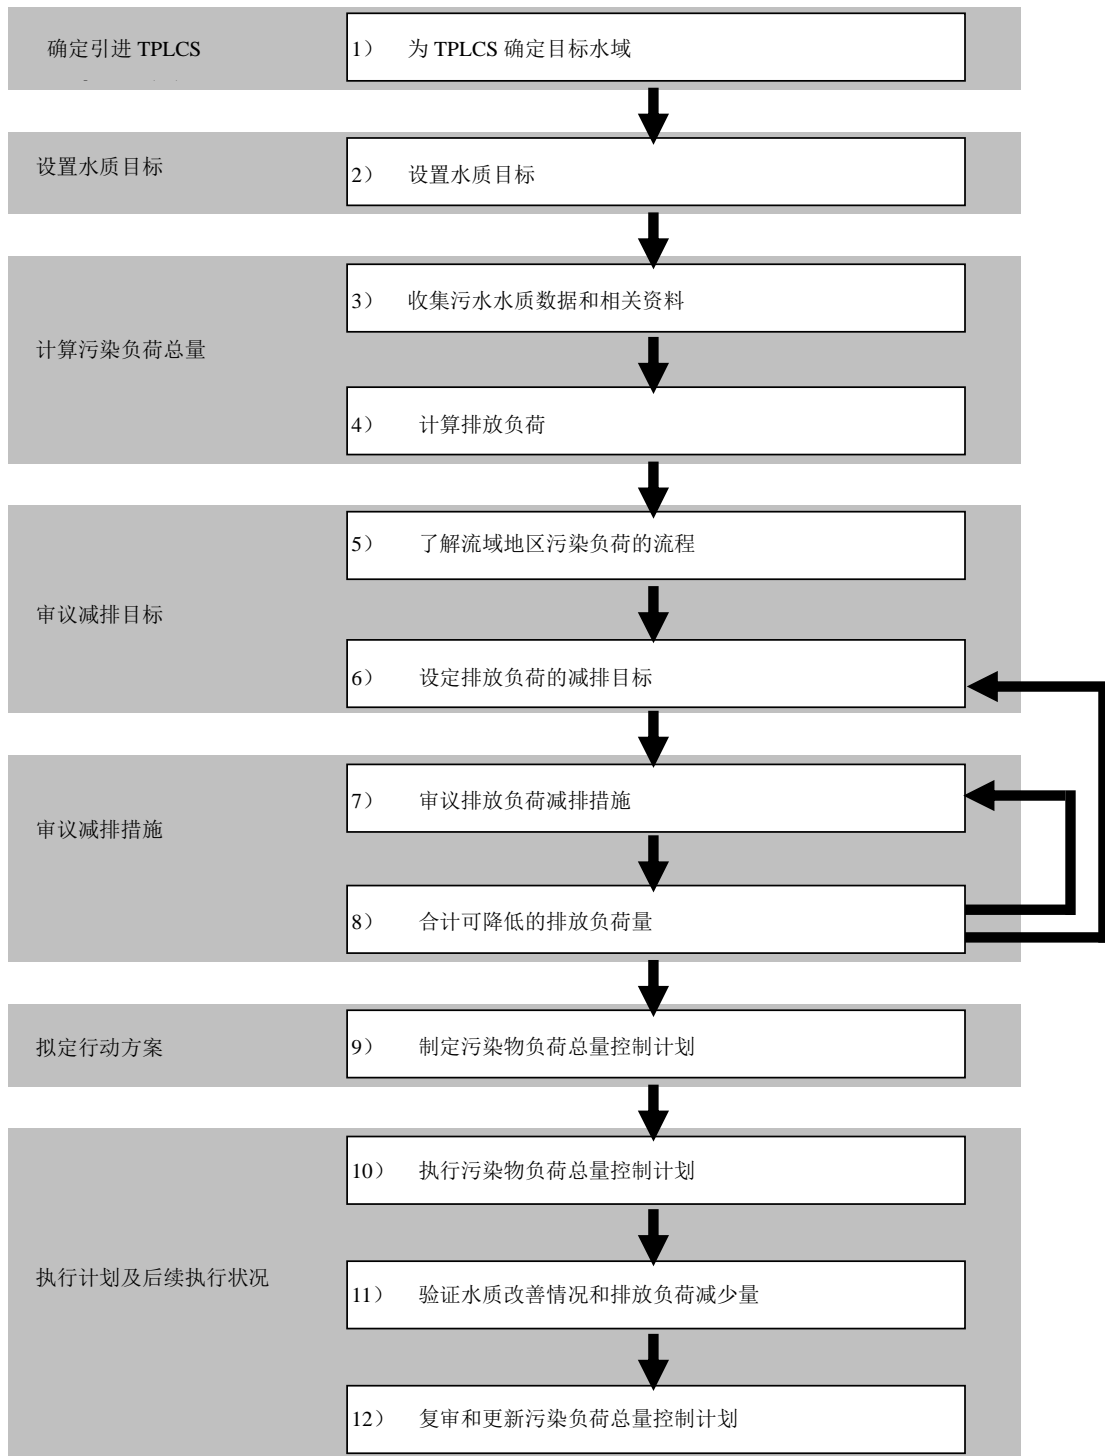 确定引进 TPLCS
1） 为 TPLCS 确定目标水域
设置水质目标
2） 设置水质目标
3） 收集污水水质数据和相关资料
计算污染负荷总量
4） 计算排放负荷
5） 了解流域地区污染负荷的流程
审议减排目标
6） 设定排放负荷的减排目标
7） 审议排放负荷减排措施
审议减排措施
8） 合计可降低的排放负荷量
拟定行动方案
9） 制定污染物负荷总量控制计划
10） 执行污染物负荷总量控制计划
执行计划及后续执行状况
11） 验证水质改善情况和排放负荷减少量
12） 复审和更新污染负荷总量控制计划